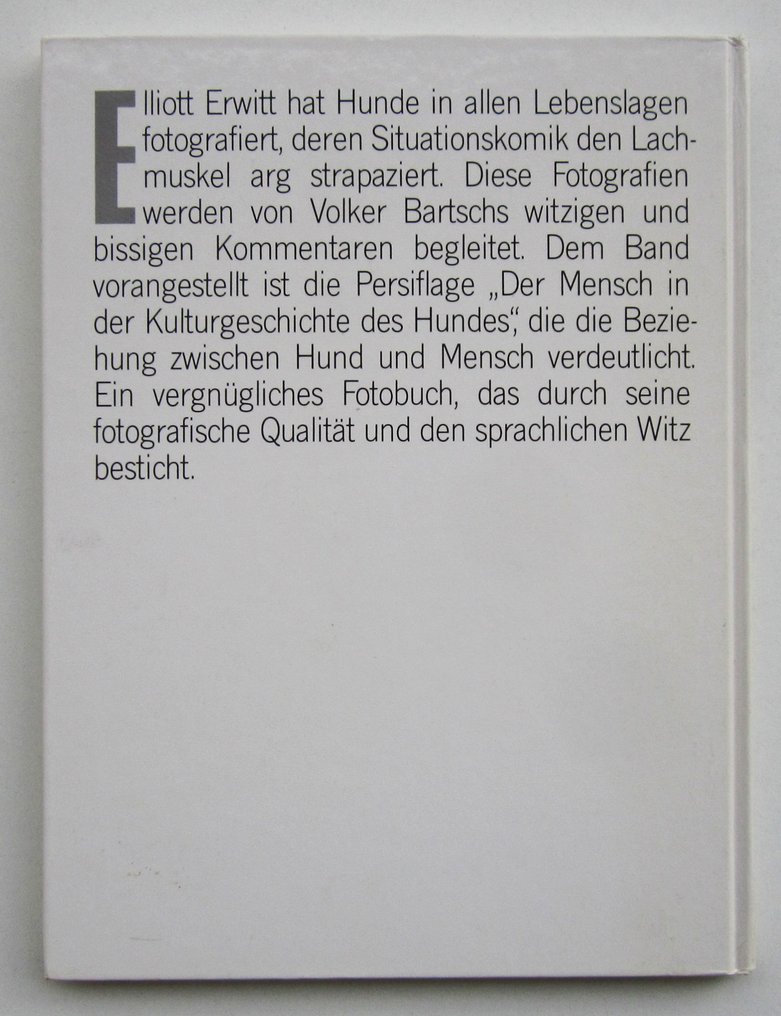 Elliott Erwitt hat Hunde in allen Lebenslagen
fotografiert, deren Situationskomik den Lach-
muskel arg strapaziert. Diese Fotografien
werden von Volker Bartschs witzigen und
bissigen Kommentaren begleitet. Dem Band
vorangestellt ist die Persiflage „Der Mensch in
der Kulturgeschichte des Hundes“, die die Bezie-
hung zwischen Hund und Mensch verdeutlicht.
Ein vergnügliches Fotobuch, das durch seine
fotografische Qualität und den sprachlichen Witz
besticht.